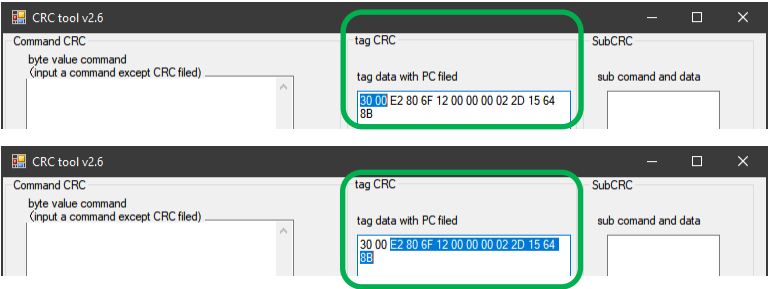 CRC tool v2.6
Command CRC
tag CRC
SubCRC
byte value command
(input a command except CRC filed)
tag data with PC filed
sub comand and data
30 00 E2 80 6F 12 00 00 00 02 2D 15 64
8B
CRC tool v2.6
Command CRC
tag CRC
SubCRC
byte value command
(input a command except CRC filed)
tag data with PC filed
sub comand and data
30 00 E2 80 6F 12 00 00 00 02 2D 15 64
8B